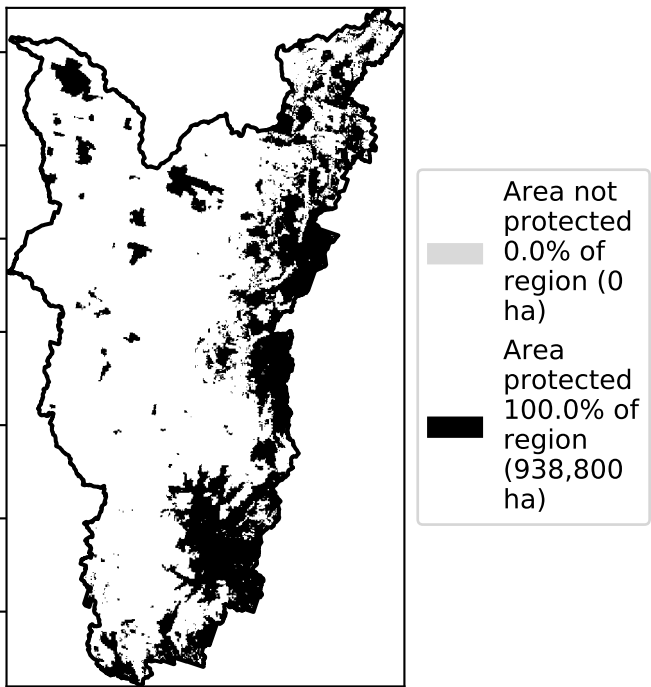 Area not
protected
0.0% of
region (0
ha)
Area
protected
100.0% of
region
(938,800
ha)